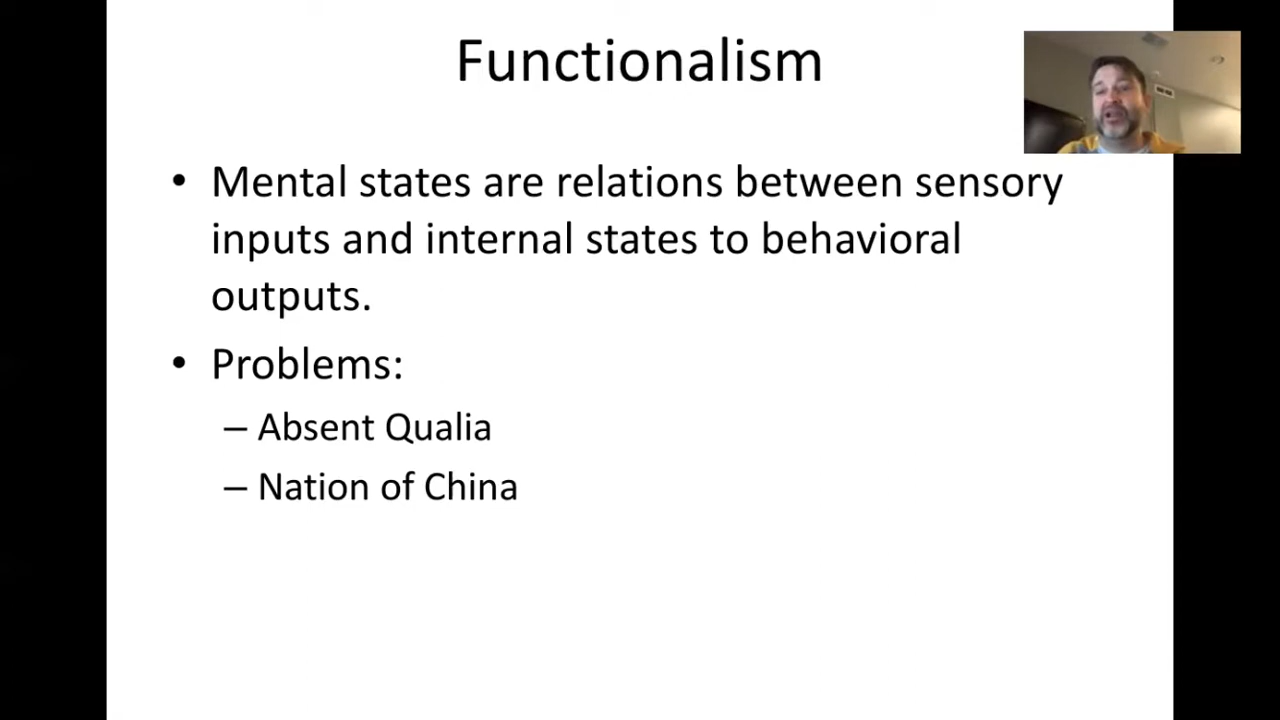 Functionalism
• Mental states are relations between sensory
inputs and internal states to behavioral
outputs.
• Problems:
– Absent Qualia
– Nation of China